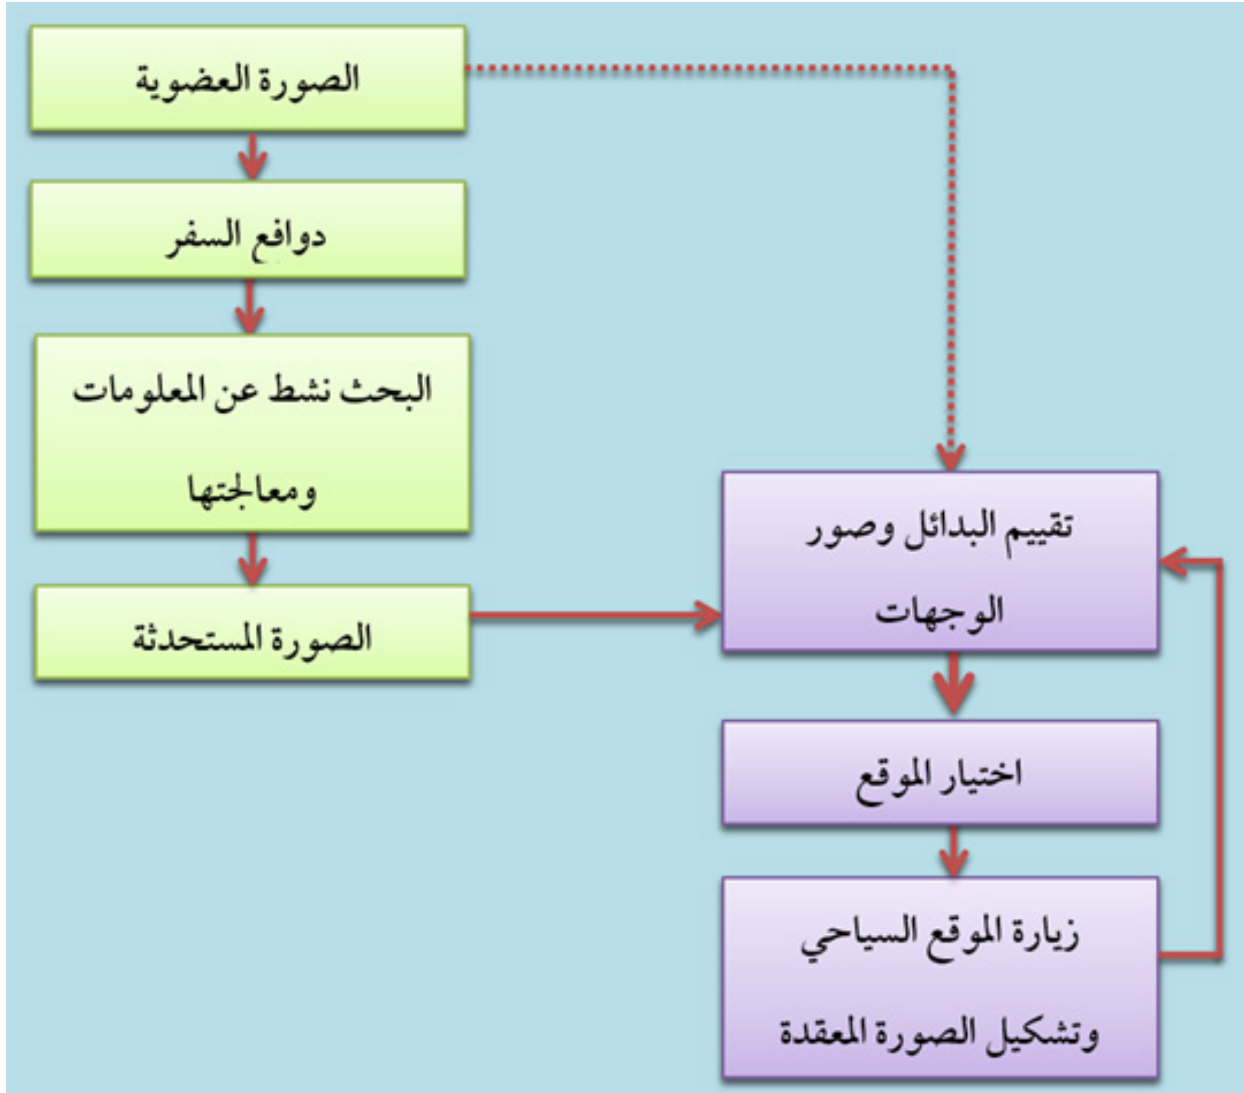 الصورة العضوية
دوافع السفر
البحث نشط عن المعلومات
ومعالجتها
الصورة المستحدثة
تقييم البدائل وصور
الوجهات
اختيار الموقع
زيارة الموقع السياحي
وتشكيل الصورة المعقدة